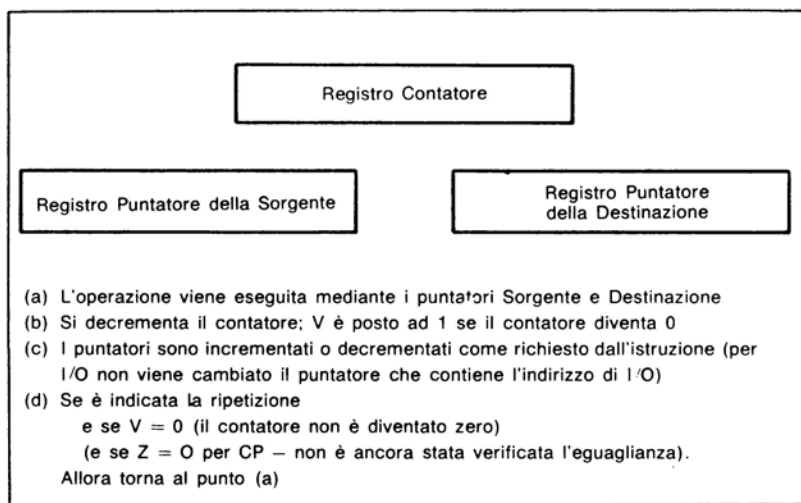 Registro Contatore
Registro Puntatore della Sorgente
Registro Puntatore
della Destinazione
(a) L'operazione viene eseguita mediante i puntatori Sorgente e Destinazione
(b) Si decrementa il contatore; V è posto ad 1 se il contatore diventa 0
(c) I puntatori sono incrementati o decrementati come richiesto dall'istruzione (per
I/O non viene cambiato il puntatore che contiene l'indirizzo di I/O)
(d) Se è indicata la ripetizione
e se V = 0 (il contatore non è diventato zero)
(e se Z = O per CP – non è ancora stata verificata l'eguaglianza).
Allora torna al punto (a)